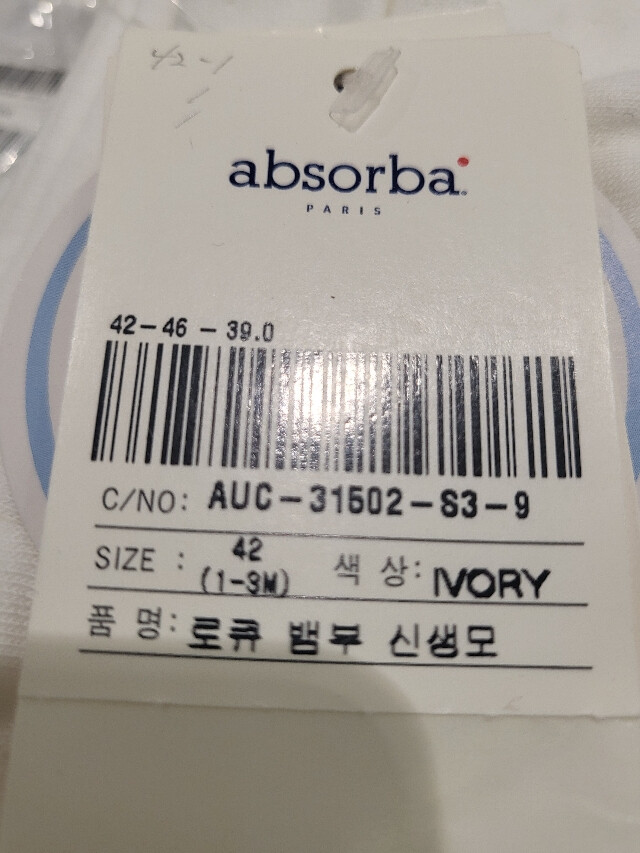 42-1
absorba
PARIS
42-46-39.0
C/NO: AUC-31502-S3-9
SIZE : 42 (1-3M) 색 상: IVORY
품 명: 로큐 뱀부 신생모